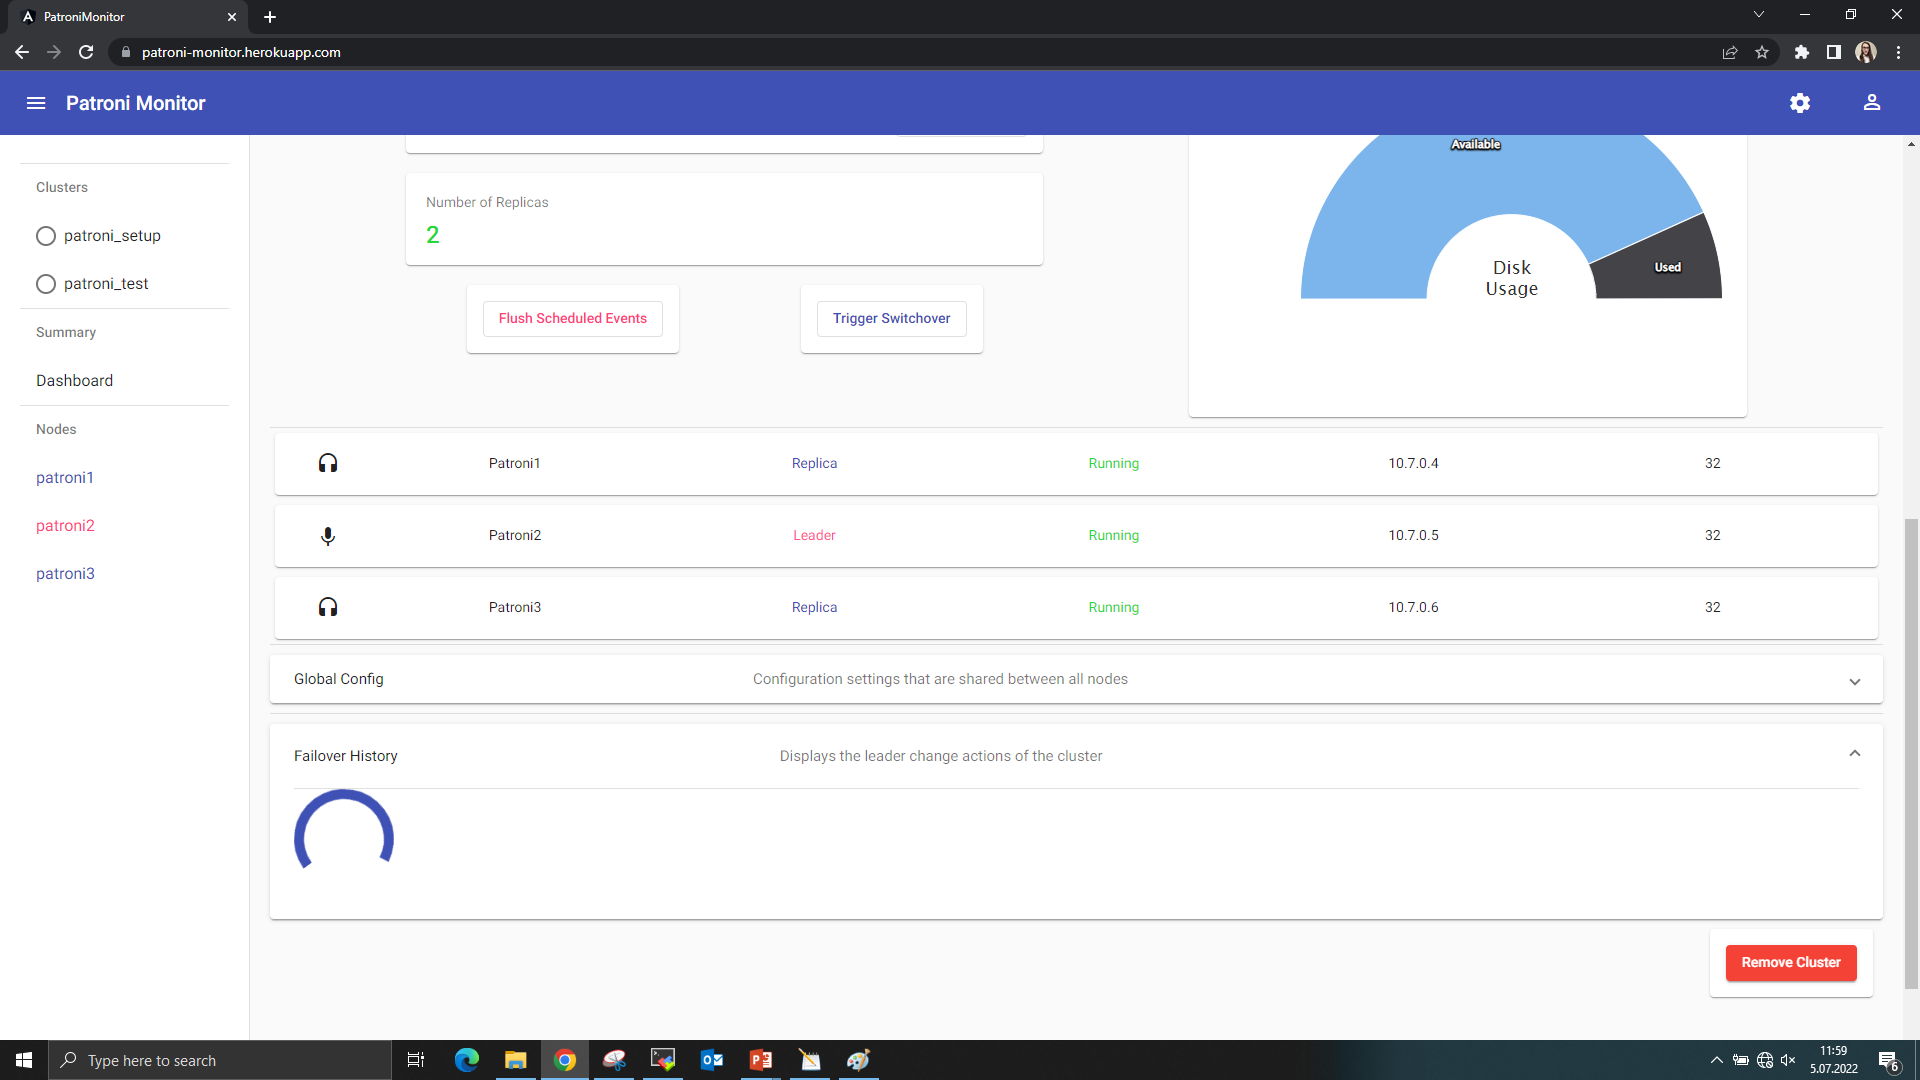 PatroniMonitor
patroni-monitor.herokuapp.com
Patroni Monitor
Clusters
patroni_setup
patroni_test
Summary
Dashboard
Nodes
patroni1
patroni2
patroni3
Number of Replicas
2
Flush Scheduled Events
Trigger Switchover
Available
Used
Disk
Usage
Patroni1 Replica Running 10.7.0.4 32
Patroni2 Leader Running 10.7.0.5 32
Patroni3 Replica Running 10.7.0.6 32
Global Config Configuration settings that are shared between all nodes
Failover History Displays the leader change actions of the cluster
Remove Cluster
Type here to search
11:59
5.07.2022
6